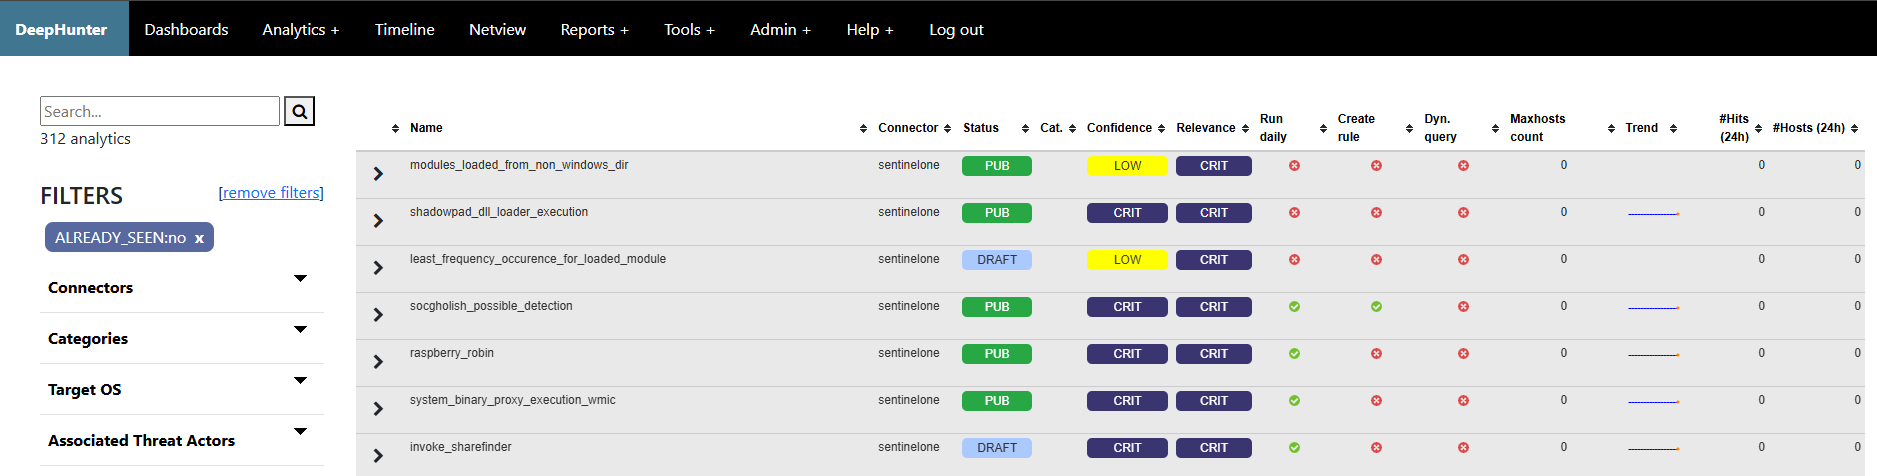 DeepHunter Dashboards Analytics + Timeline Netview Reports + Tools + Admin + Help + Log out
Search...
312 analytics
FILTERS [remove filters]
ALREADY_SEEN:no x
Connectors
Categories
Target OS
Associated Threat Actors
Name Connector Status Cat. Confidence Relevance Run daily Create rule Dyn. query Maxhosts count Trend #Hits (24h) #Hosts (24h)
modules_loaded_from_non_windows_dir sentinelone PUB LOW CRIT 0 0 0
shadowpad_dll_loader_execution sentinelone PUB CRIT CRIT 0 0 0
least_frequency_occurence_for_loaded_module sentinelone DRAFT LOW CRIT 0 0 0
socgholish_possible_detection sentinelone PUB CRIT CRIT 0 0 0
raspberry_robin sentinelone PUB CRIT CRIT 0 0 0
system_binary_proxy_execution_wmic sentinelone PUB CRIT CRIT 0 0 0
invoke_sharefinder sentinelone DRAFT CRIT CRIT 0 0 0